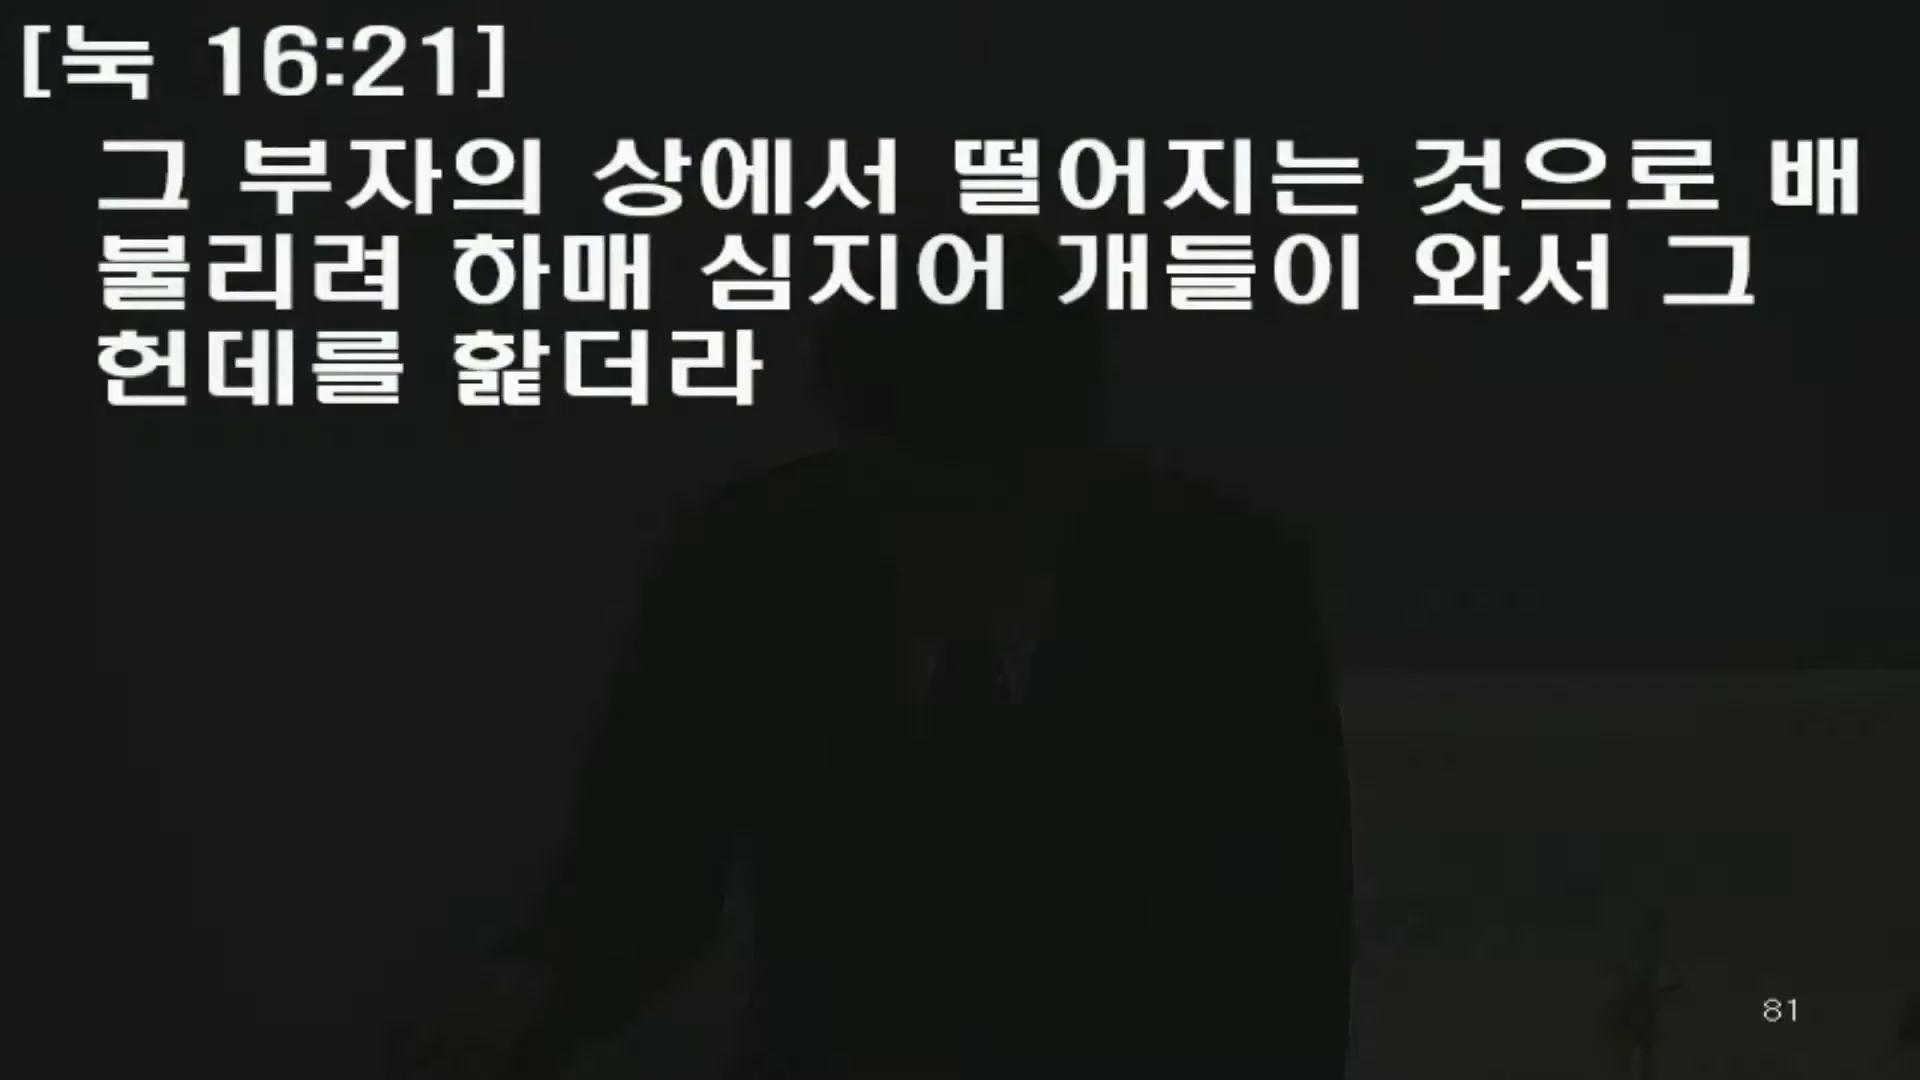 [눅 16:21]
그 부자의 상에서 떨어지는 것으로 배
불리려 하매 심지어 개들이 와서 그
헌데를 핥더라
81